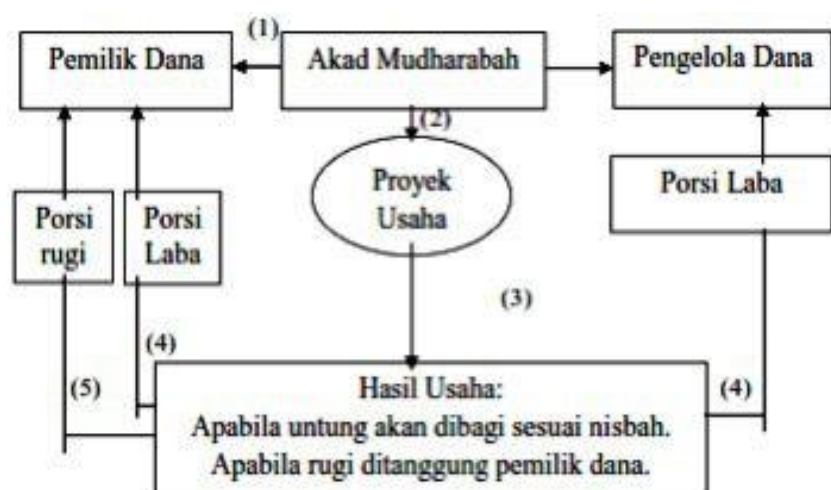 (1)
Pemilik Dana
Akad Mudharabah
Pengelola Dana
(2)
Proyek
Usaha
Porsi
rugi
Porsi
Laba
Porsi Laba
(3)
(4)
(5)
(4)
Hasil Usaha:
Apabila untung akan dibagi sesuai nisbah.
Apabila rugi ditanggung pemilik dana.